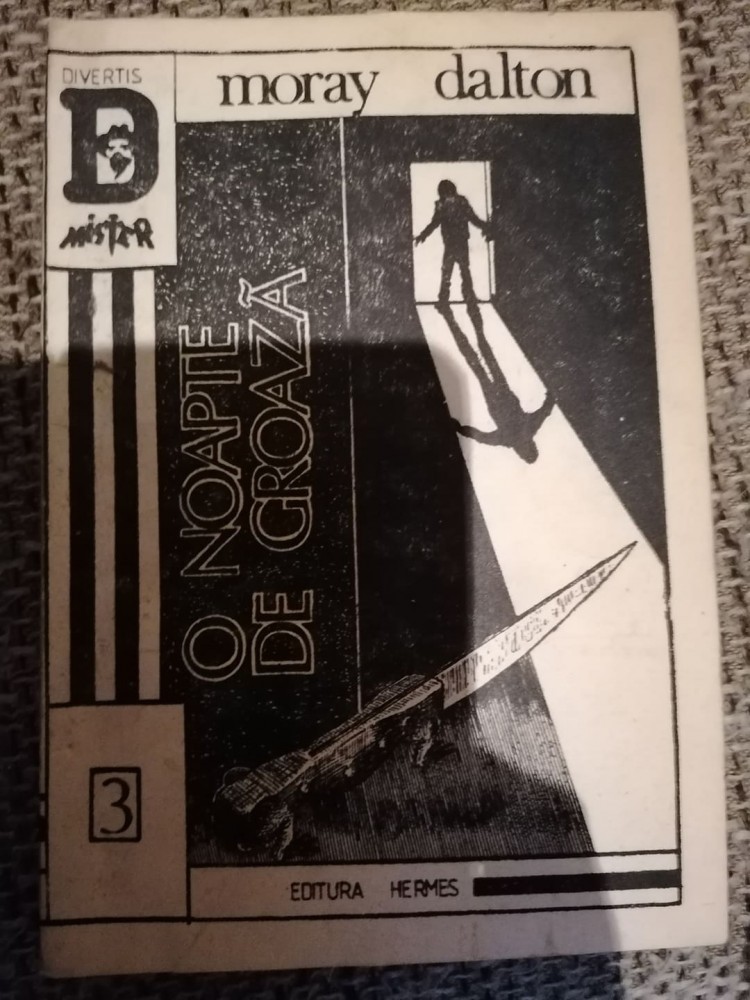 DIVERTIS
D
MISTER
moray dalton
O NOAPTE
DE GROAZĂ
3
EDITURA HERMES